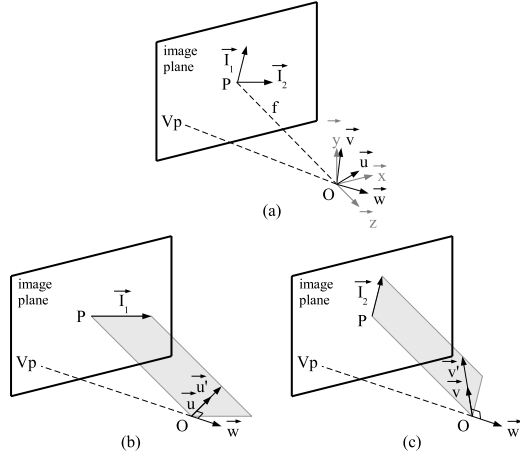 image
plane
I1
I2
P
f
Vp
y
v
u
x
O
w
z
(a)
image
plane
I1
P
Vp
u'
u
O
w
(b)
image
plane
I2
P
Vp
v'
v
O
w
(c)